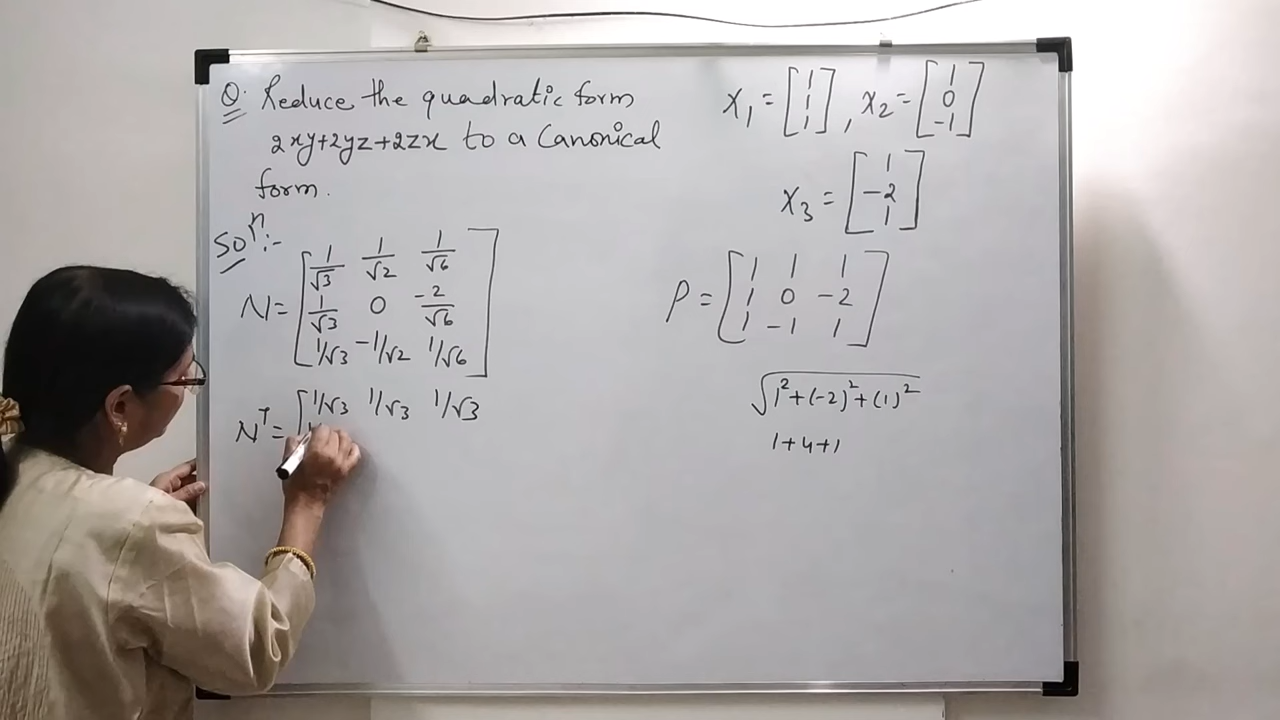 Q. Reduce the quadratic form
2xy+2yz+2zx to a Canonical
form.
Solⁿ:-
N = [ 1/√3 1/√2 1/√6
1/√3 0 -2/√6
1/√3 -1/√2 1/√6 ]
Nᵀ = [ 1/√3 1/√3 1/√3
X₁ = [ 1 1 1 ] , X₂ = [ 1 0 -1 ]
X₃ = [ 1 -2 1 ]
P = [ 1 1 1
1 0 -2
1 -1 1 ]
√1²+(-2)²+(1)²
1+4+1